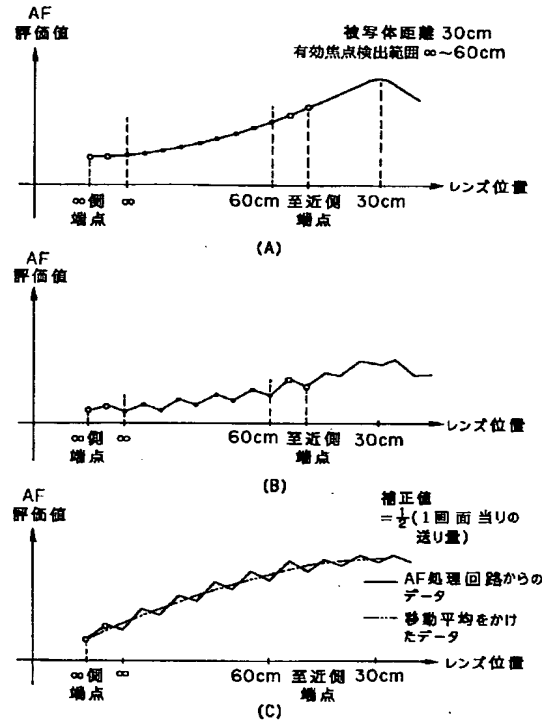 AF
評価値
被写体距離 30cm
有効焦点検出範囲 ∞~60cm
レンズ位置
∞側
端点
∞
60cm
至近側
端点
30cm
(A)
AF
評価値
レンズ位置
∞側
端点
∞
60cm
至近側
端点
30cm
(B)
AF
評価値
補正値
=1/2(1画面当りの
送り量)
AF処理回路からの
データ
移動平均をかけ
たデータ
レンズ位置
∞側
端点
∞
60cm
至近側
端点
30cm
(C)